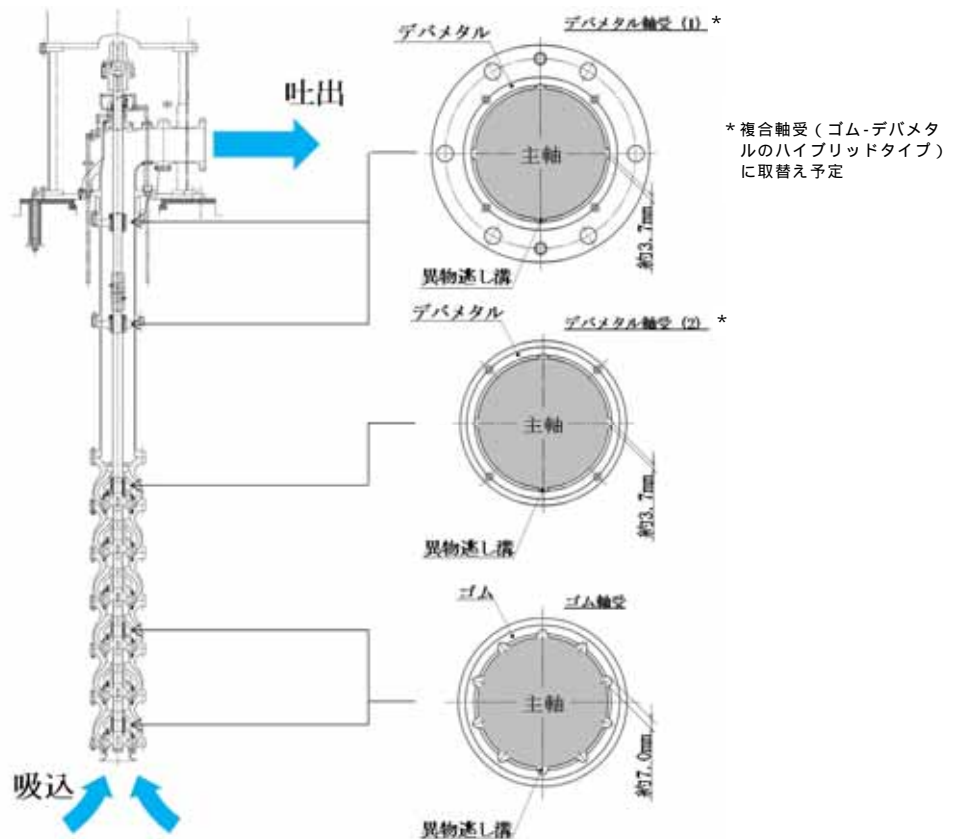 デバメタル
デバメタル軸受（1）*
吐出
主軸
*複合軸受（ゴム-デバメタ
ルのハイブリッドタイプ）
に取替え予定
約3.7mm
異物逃し溝
デバメタル
デバメタル軸受（2）*
主軸
約3.7mm
異物逃し溝
ゴム
ゴム軸受
主軸
約7.0mm
吸込
異物逃し溝